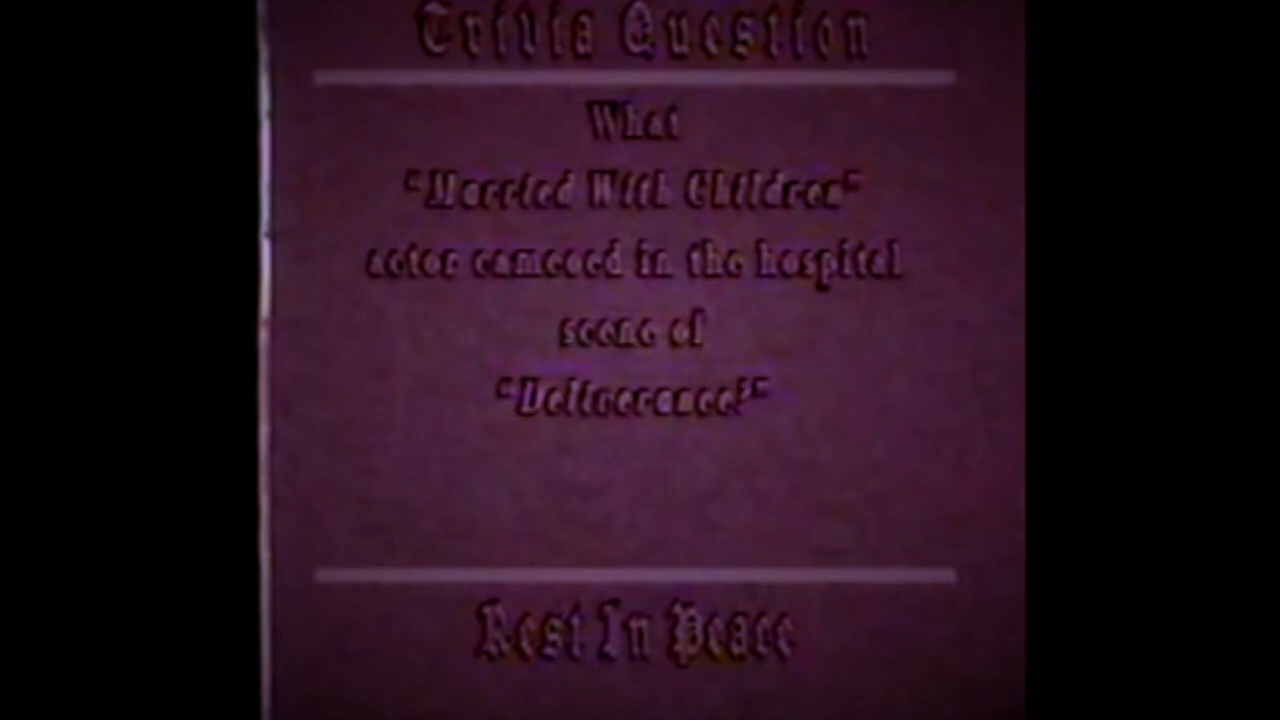 Trivia Question
What
"Married With Children"
actor cameoed in the hospital
scene of
"Deliverance?"
Rest In Peace